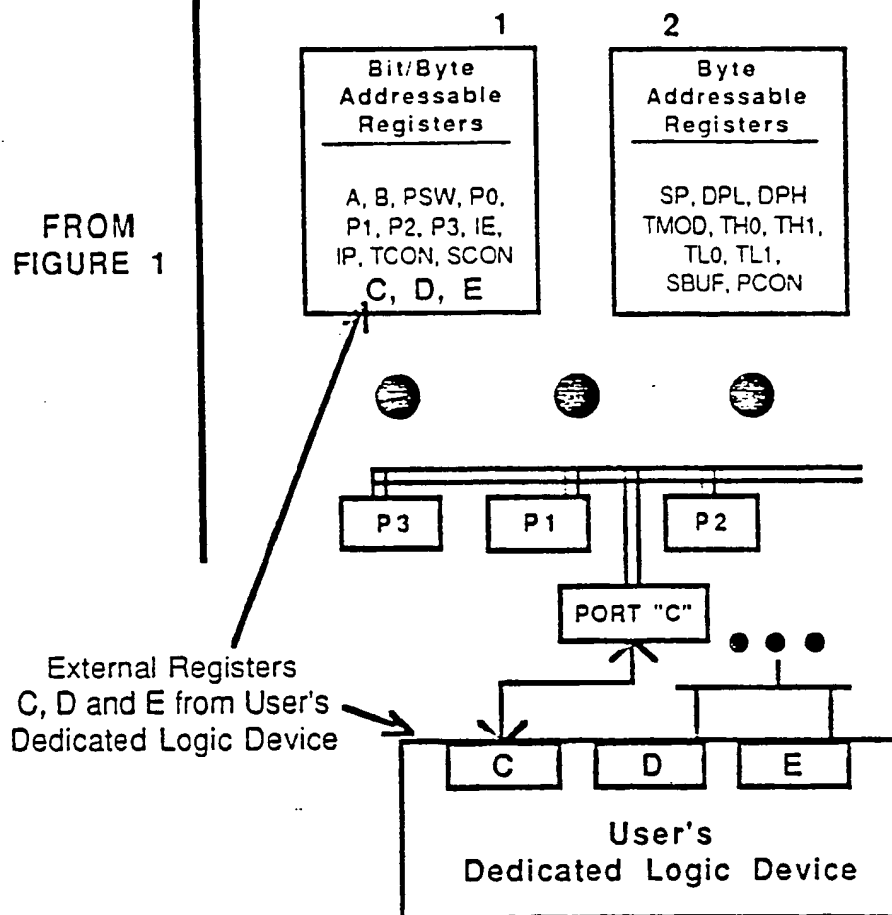 1
Bit/Byte
Addressable
Registers
A, B, PSW, P0,
P1, P2, P3, IE,
IP, TCON, SCON
C, D, E
2
Byte
Addressable
Registers
SP, DPL, DPH
TMOD, TH0, TH1,
TL0, TL1,
SBUF, PCON
FROM
FIGURE 1
P3
P1
P2
PORT "C"
External Registers
C, D and E from User's
Dedicated Logic Device
C
D
E
User's
Dedicated Logic Device